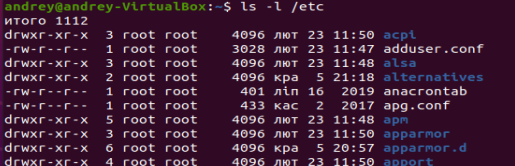 andrey@andrey-VirtualBox:~$ ls -l /etc
итого 1112
drwxr-xr-x  3 root root    4096 лют 23 11:50 acpi
-rw-r--r--  1 root root    3028 лют 23 11:47 adduser.conf
drwxr-xr-x  3 root root    4096 лют 23 11:48 alsa
drwxr-xr-x  2 root root    4096 кра  5 21:18 alternatives
-rw-r--r--  1 root root     401 ліп 16  2019 anacrontab
-rw-r--r--  1 root root     433 кас  2  2017 apg.conf
drwxr-xr-x  5 root root    4096 лют 23 11:48 apm
drwxr-xr-x  3 root root    4096 лют 23 11:50 apparmor
drwxr-xr-x  6 root root    4096 кра  5 20:57 apparmor.d
drwxr-xr-x  4 root root    4096 лют 23 11:50 apport